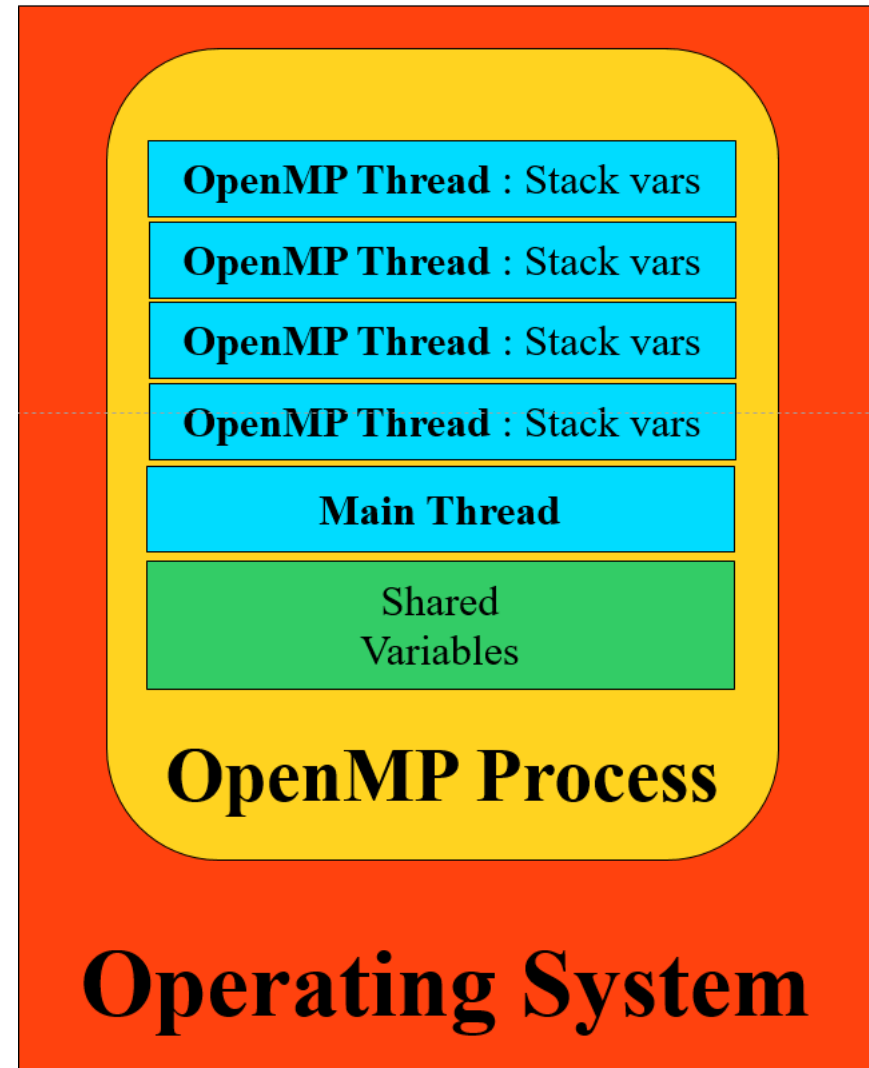 OpenMP Thread : Stack vars
OpenMP Thread : Stack vars
OpenMP Thread : Stack vars
OpenMP Thread : Stack vars
Main Thread
Shared
Variables
OpenMP Process
Operating System